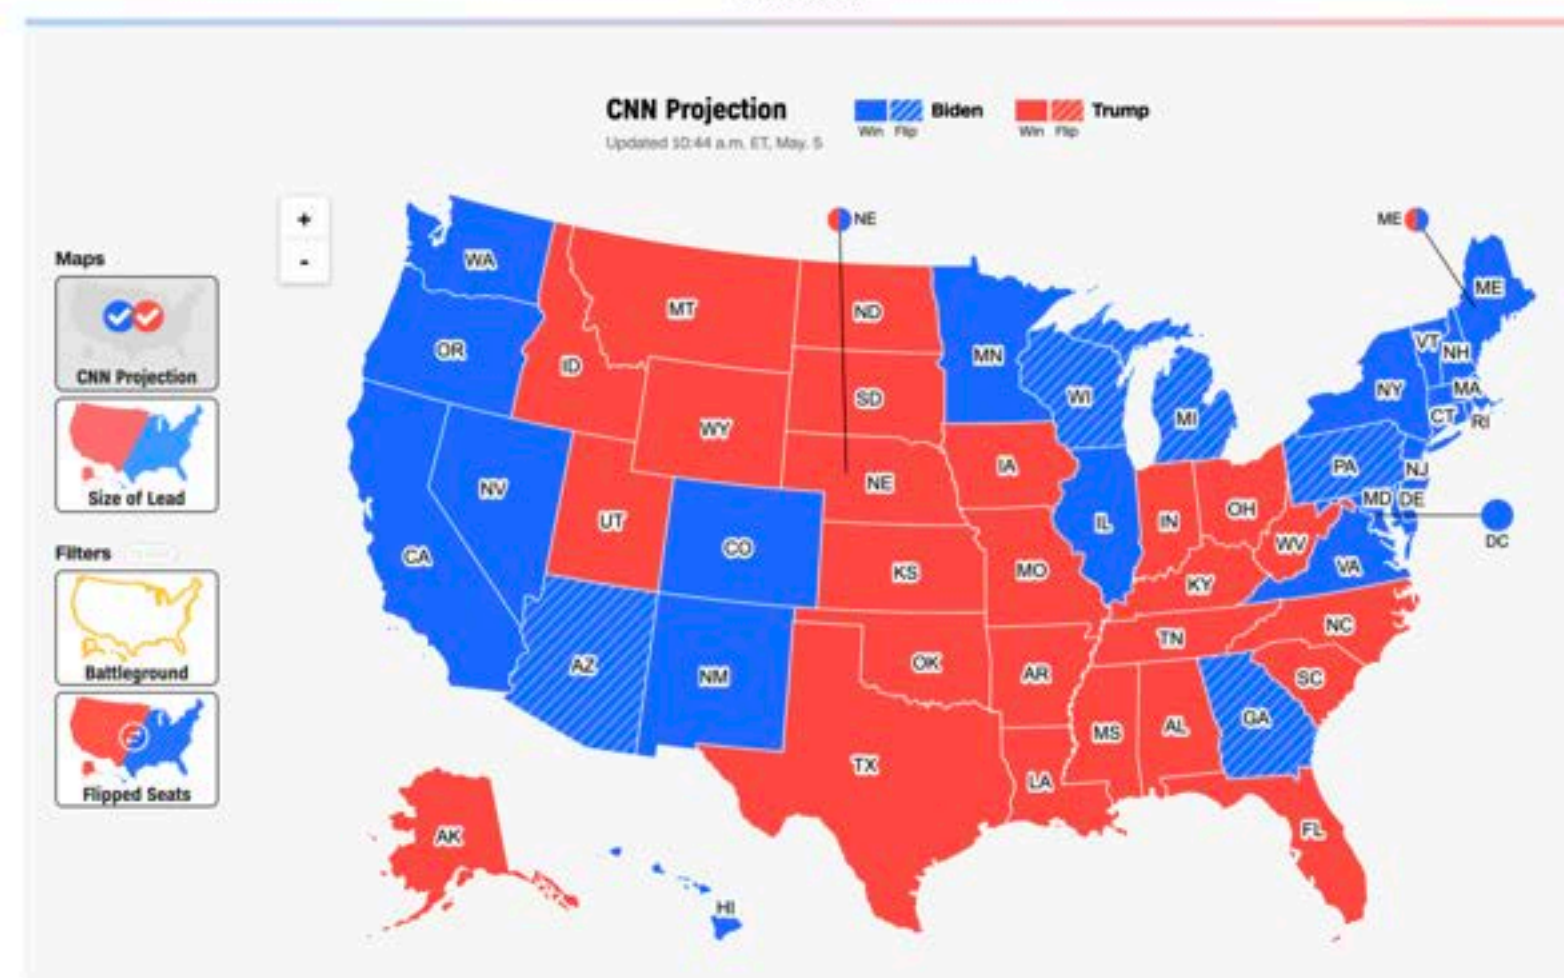 CNN Projection
Biden
Trump
Updated 10:44 a.m. ET, May. 5
Win Flip
Win Flip
+
-
NE
ME
Maps
CNN Projection
Size of Lead
Filters
Battleground
Flipped Seats
WA
MT
ND
ME
OR
ID
MN
VT
NH
SD
WI
NY
MA
WY
MI
CT
RI
NV
NE
IA
PA
NJ
UT
IL
IN
OH
MD
DE
CA
CO
WV
DC
KS
MO
KY
VA
AZ
NM
OK
AR
TN
NC
SC
MS
AL
GA
TX
LA
AK
FL
HI